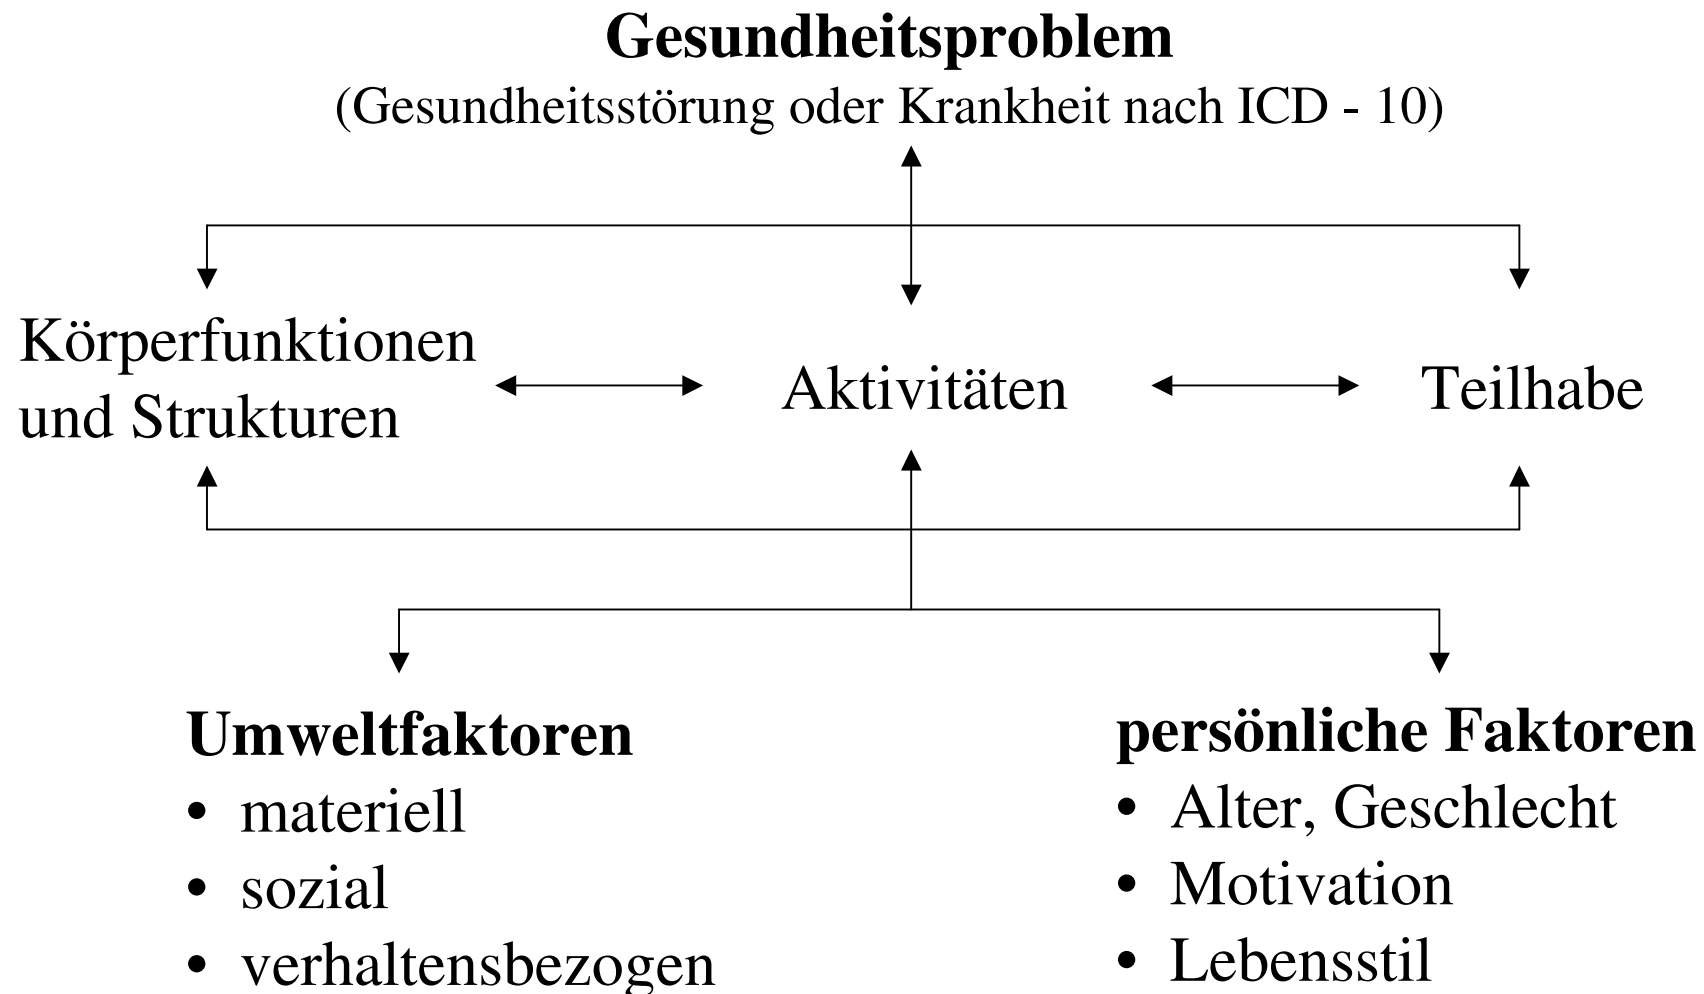 Gesundheitsproblem
(Gesundheitsstörung oder Krankheit nach ICD - 10)
Körperfunktionen
und Strukturen
Aktivitäten
Teilhabe
Umweltfaktoren
• materiell
• sozial
• verhaltensbezogen
persönliche Faktoren
• Alter, Geschlecht
• Motivation
• Lebensstil